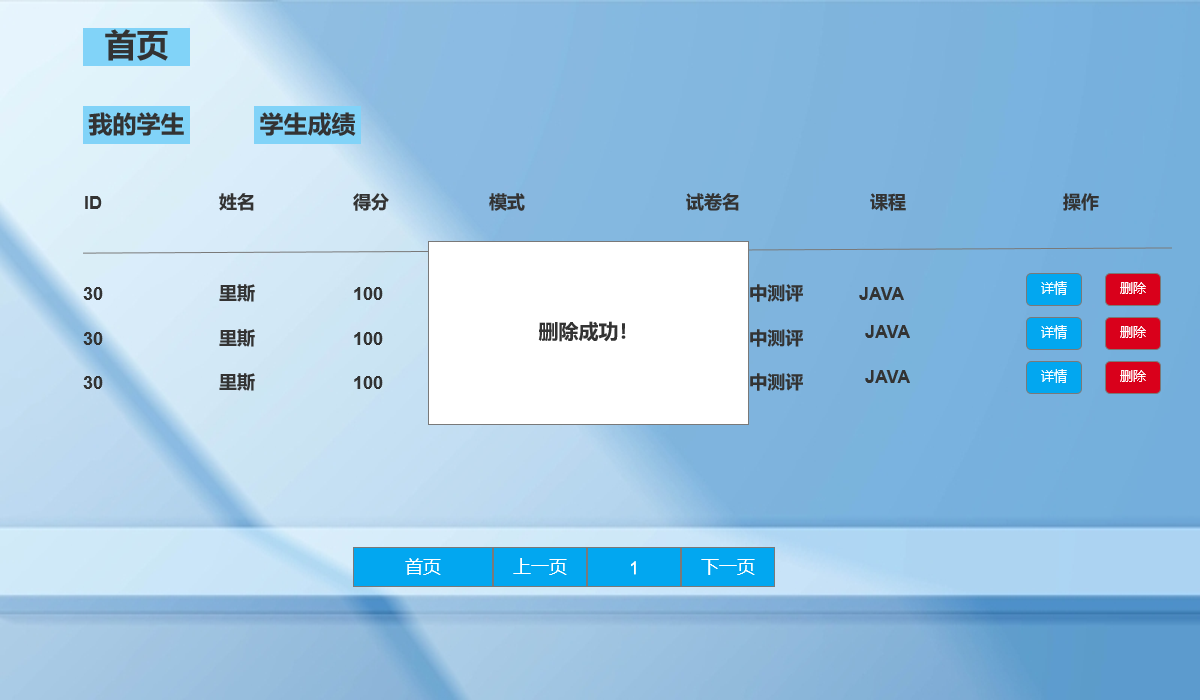 首页
我的学生 学生成绩
ID 姓名 得分 模式 试卷名 课程 操作
30 里斯 100 中测评 JAVA 详情 删除
删除成功！
30 里斯 100 中测评 JAVA 详情 删除
30 里斯 100 中测评 JAVA 详情 删除
首页 上一页 1 下一页